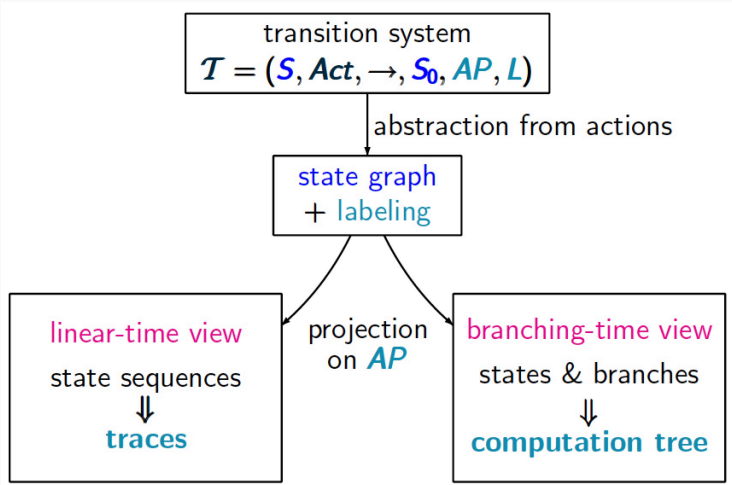 transition system
𝒯 = (S, Act, →, S₀, AP, L)
abstraction from actions
state graph
+ labeling
linear-time view
state sequences
⇓
traces
projection
on AP
branching-time view
states & branches
⇓
computation tree